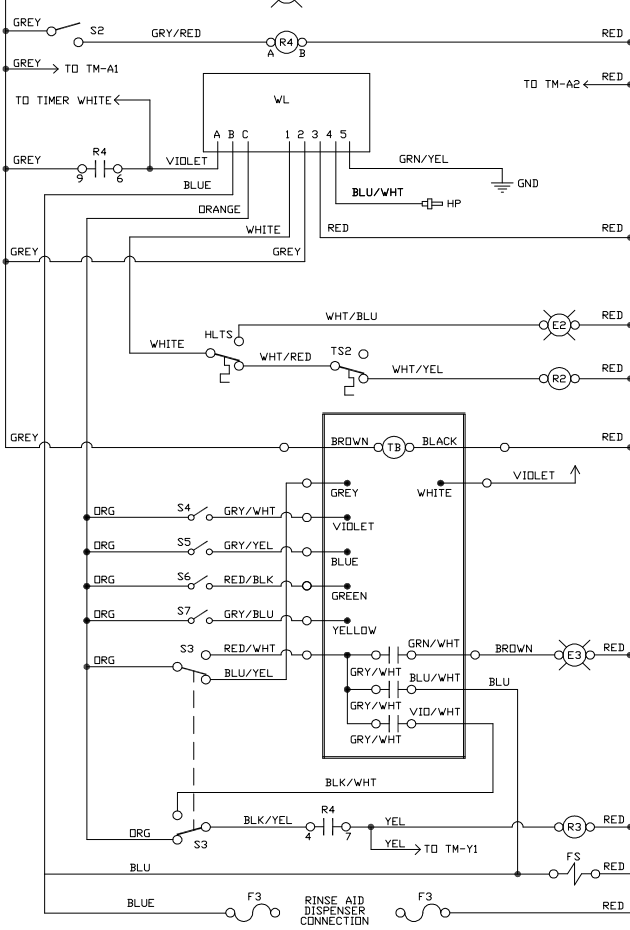 GREY
S2
GRY/RED
R4
A
B
RED
GREY
TO TM-A1
TO TM-A2
RED
TO TIMER WHITE
WL
A B C 1 2 3 4 5
GREY
R4
9
6
VIOLET
GRN/YEL
GND
BLUE
BLU/WHT
HP
ORANGE
WHITE
RED
RED
GREY
GREY
WHT/BLU
E2
RED
HLTS
WHITE
WHT/RED
TS2
WHT/YEL
R2
RED
GREY
BROWN
TB
BLACK
RED
GREY
WHITE
VIOLET
ORG
S4
GRY/WHT
VIOLET
ORG
S5
GRY/YEL
BLUE
ORG
S6
RED/BLK
GREEN
ORG
S7
GRY/BLU
YELLOW
S3
RED/WHT
GRN/WHT
BROWN
E3
RED
ORG
BLU/YEL
GRY/WHT
BLU/WHT
BLU
GRY/WHT
VIO/WHT
GRY/WHT
BLK/WHT
BLK/YEL
R4
4
7
YEL
R3
RED
ORG
S3
YEL
TO TM-Y1
BLU
FS
RED
BLUE
F3
RINSE AID
DISPENSER
CONNECTION
F3
RED